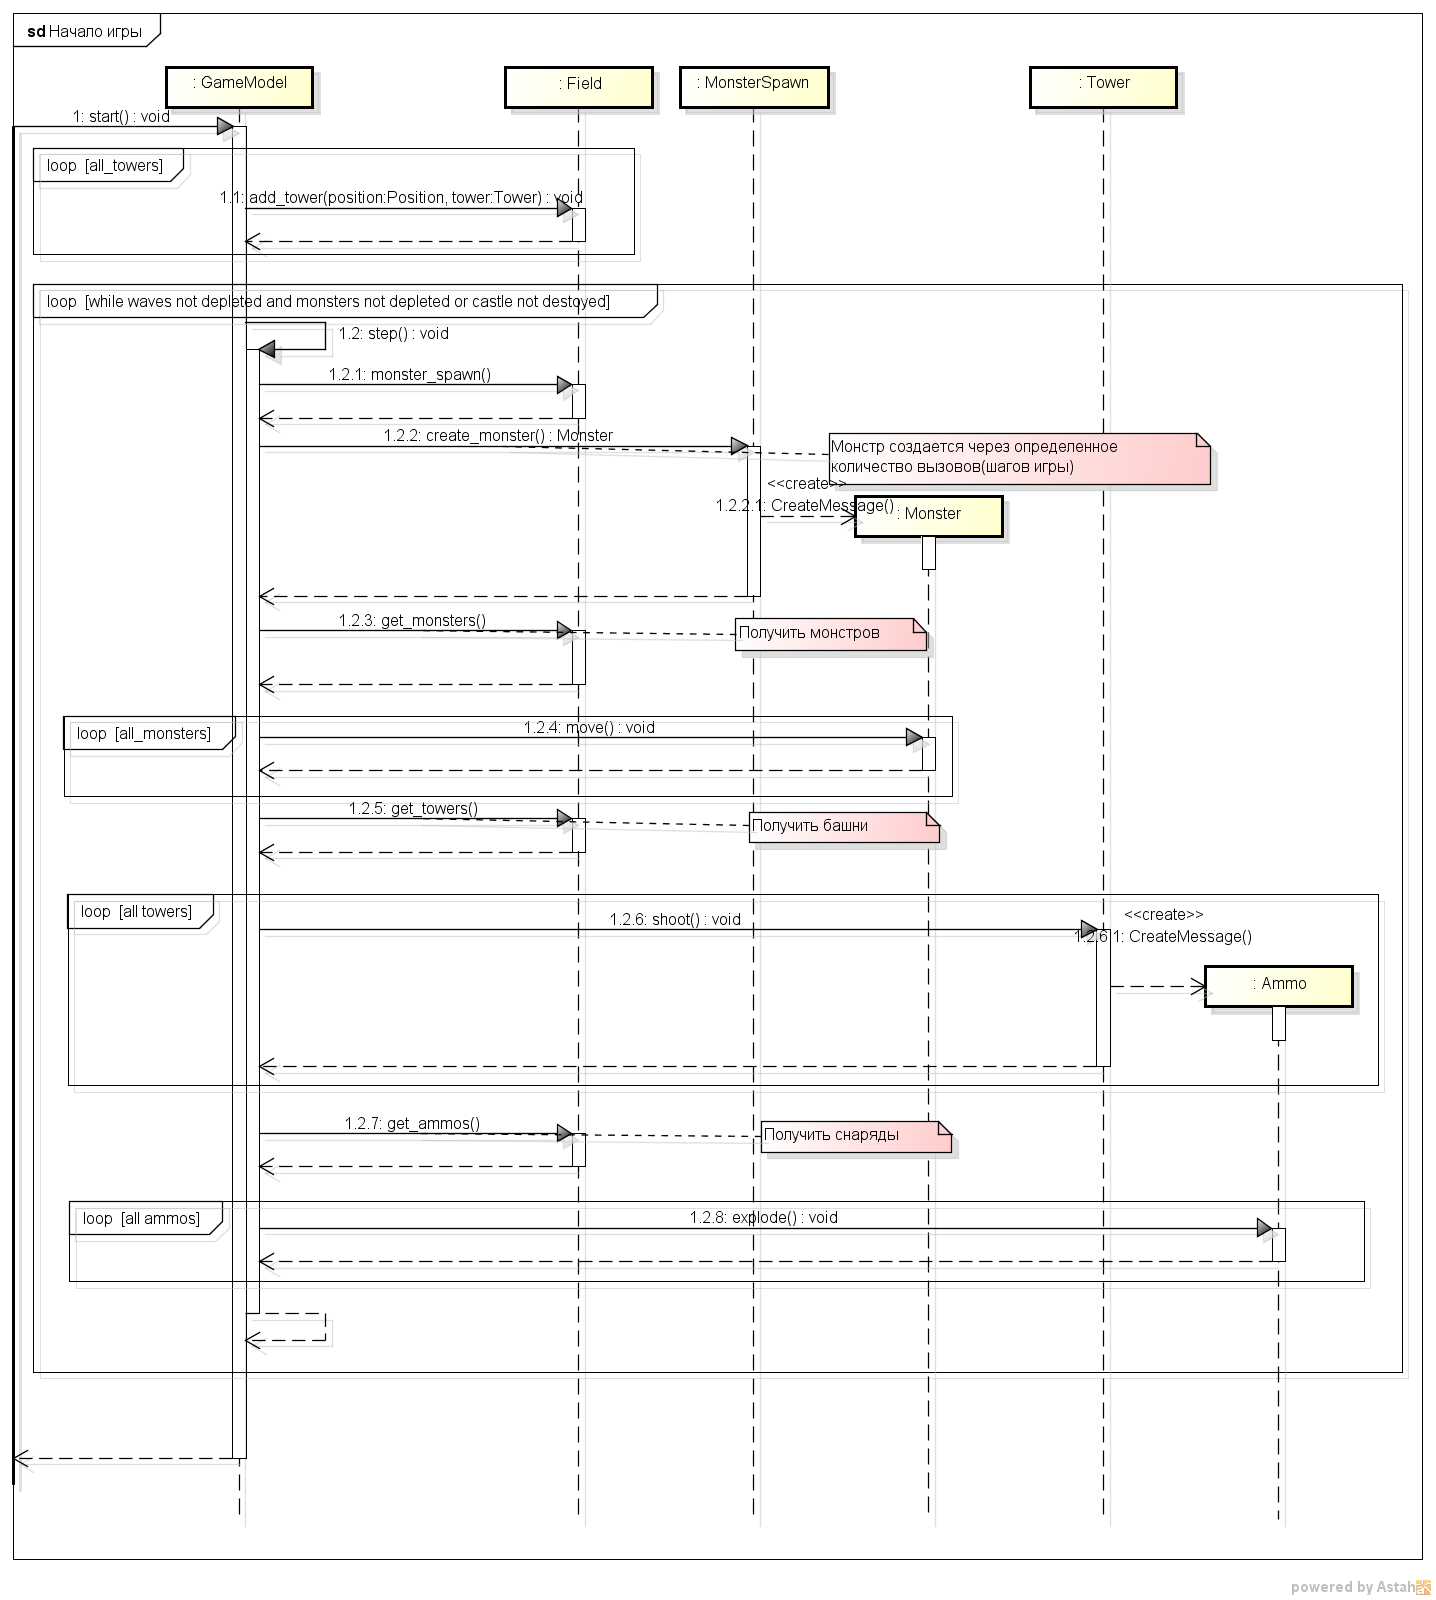 sd Начало игры
: GameModel
: Field
: MonsterSpawn
: Tower
1: start() : void
loop [all_towers]
1.1: add_tower(position:Position, tower:Tower) : void
loop [while waves not depleted and monsters not depleted or castle not destoyed]
1.2: step() : void
1.2.1: monster_spawn()
1.2.2: create_monster() : Monster
Монстр создается через определенное
количество вызовов(шагов игры)
<<create>>
1.2.2.1: CreateMessage()
: Monster
1.2.3: get_monsters()
Получить монстров
loop [all_monsters]
1.2.4: move() : void
1.2.5: get_towers()
Получить башни
loop [all towers]
1.2.6: shoot() : void
<<create>>
1.2.6.1: CreateMessage()
: Ammo
1.2.7: get_ammos()
Получить снаряды
loop [all ammos]
1.2.8: explode() : void
powered by Astah